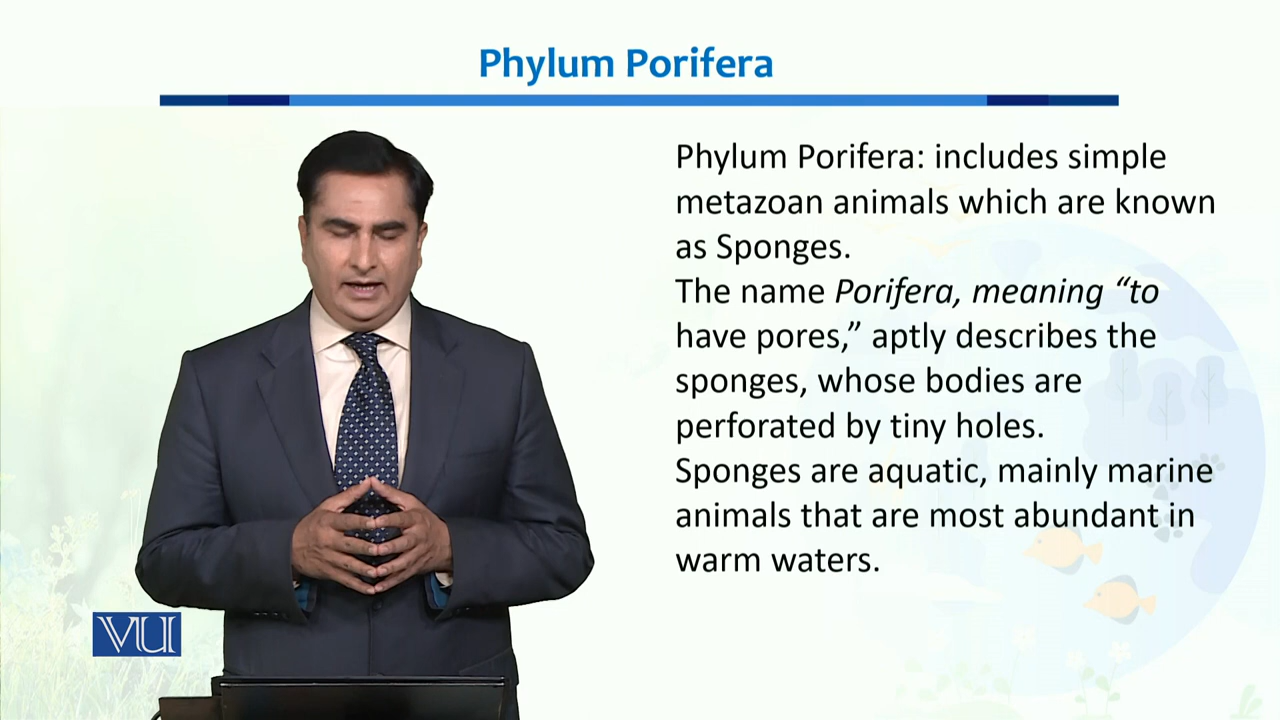 Phylum Porifera
Phylum Porifera: includes simple
metazoan animals which are known
as Sponges.
The name Porifera, meaning “to
have pores,” aptly describes the
sponges, whose bodies are
perforated by tiny holes.
Sponges are aquatic, mainly marine
animals that are most abundant in
warm waters.
VU